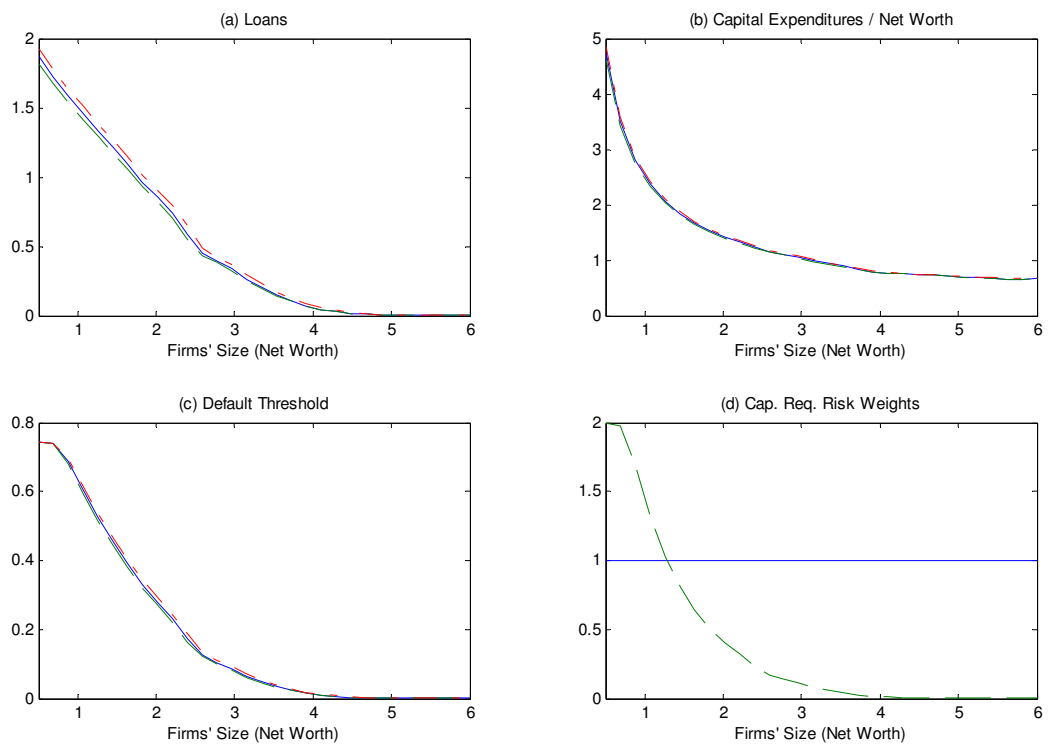 (a) Loans
2
1.5
1
0.5
0
1 2 3 4 5 6
Firms' Size (Net Worth)
(b) Capital Expenditures / Net Worth
5
4
3
2
1
0
1 2 3 4 5 6
Firms' Size (Net Worth)
(c) Default Threshold
0.8
0.6
0.4
0.2
0
1 2 3 4 5 6
Firms' Size (Net Worth)
(d) Cap. Req. Risk Weights
2
1.5
1
0.5
0
1 2 3 4 5 6
Firms' Size (Net Worth)